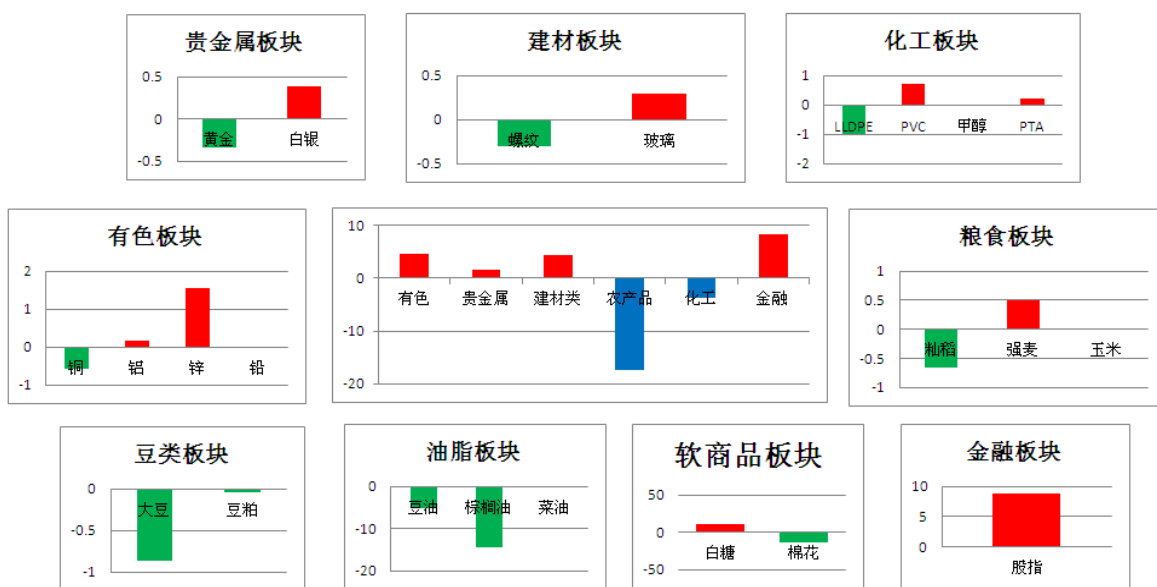 贵金属板块
0.5
0
-0.5
黄金 白银
建材板块
0.5
0
-0.5
螺纹 玻璃
化工板块
1
0
-1
-2
LLDPE PVC 甲醇 PTA
有色板块
2
1
0
-1
铜 铝 锌 铅
10
0
-10
-20
有色 贵金属 建材类 农产品 化工 金融
粮食板块
1
0.5
0
-0.5
-1
籼稻 强麦 玉米
豆类板块
0
-0.5
-1
大豆 豆粕
油脂板块
0
-10
-20
豆油 棕榈油 菜油
软商品板块
50
0
-50
白糖 棉花
金融板块
10
5
0
股指